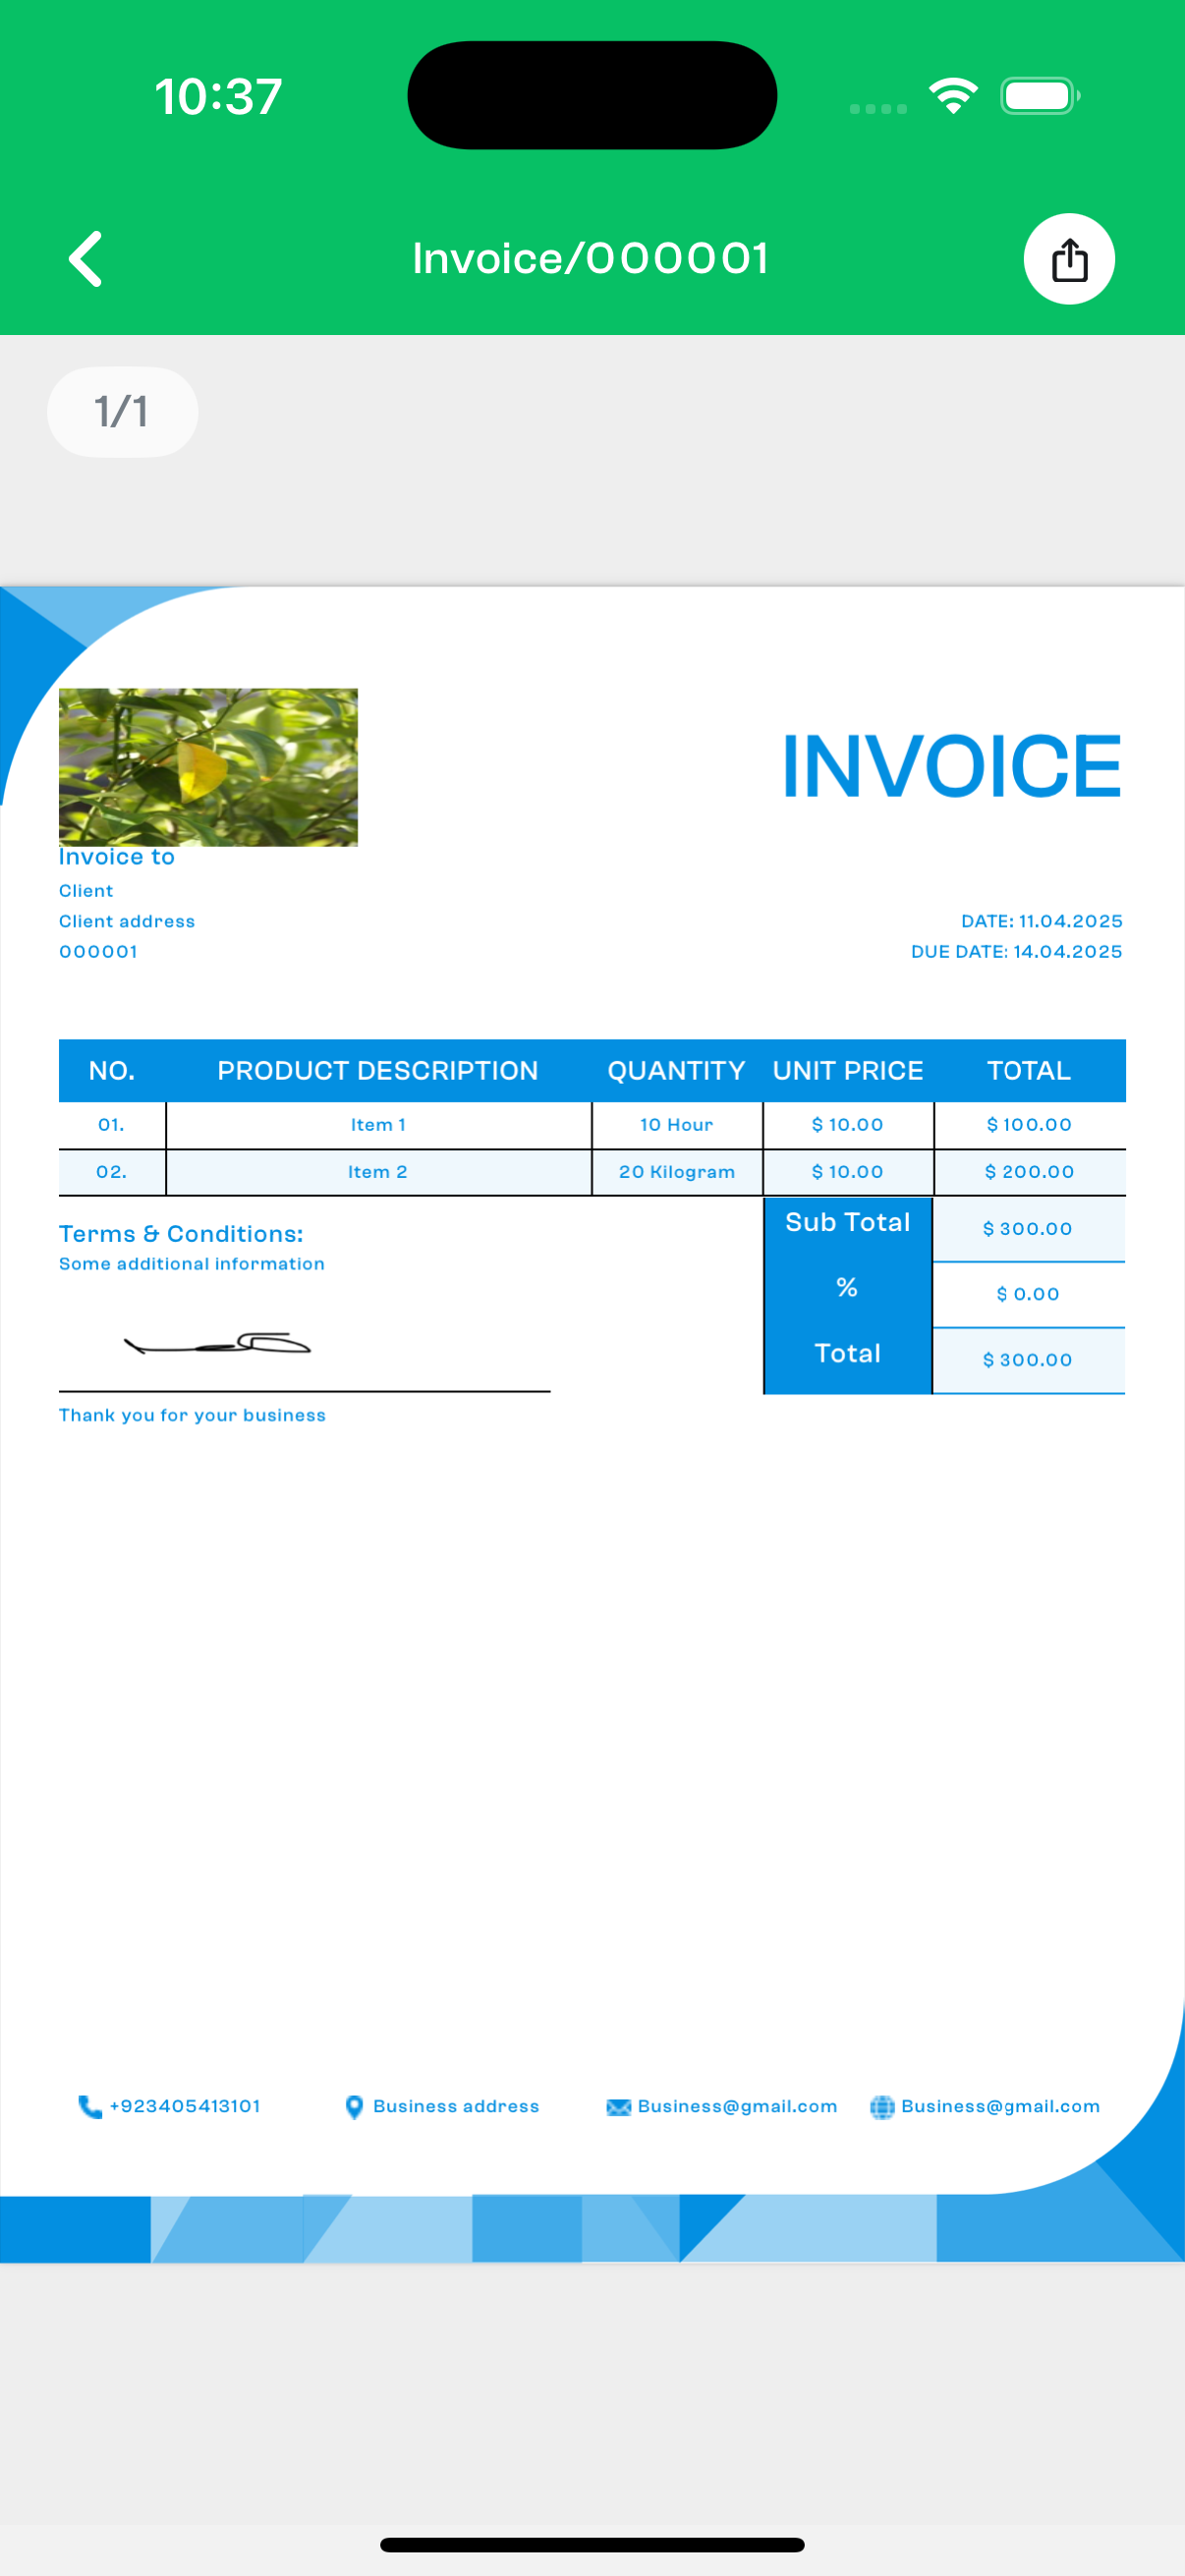 10:37
Invoice/000001
1/1
INVOICE
Invoice to
Client
Client address
000001
DATE: 11.04.2025
DUE DATE: 14.04.2025
NO. PRODUCT DESCRIPTION QUANTITY UNIT PRICE TOTAL
01. Item 1 10 Hour $ 10.00 $ 100.00
02. Item 2 20 Kilogram $ 10.00 $ 200.00
Sub Total $ 300.00
% $ 0.00
Total $ 300.00
Terms & Conditions:
Some additional information
Thank you for your business
+923405413101 Business address Business@gmail.com Business@gmail.com